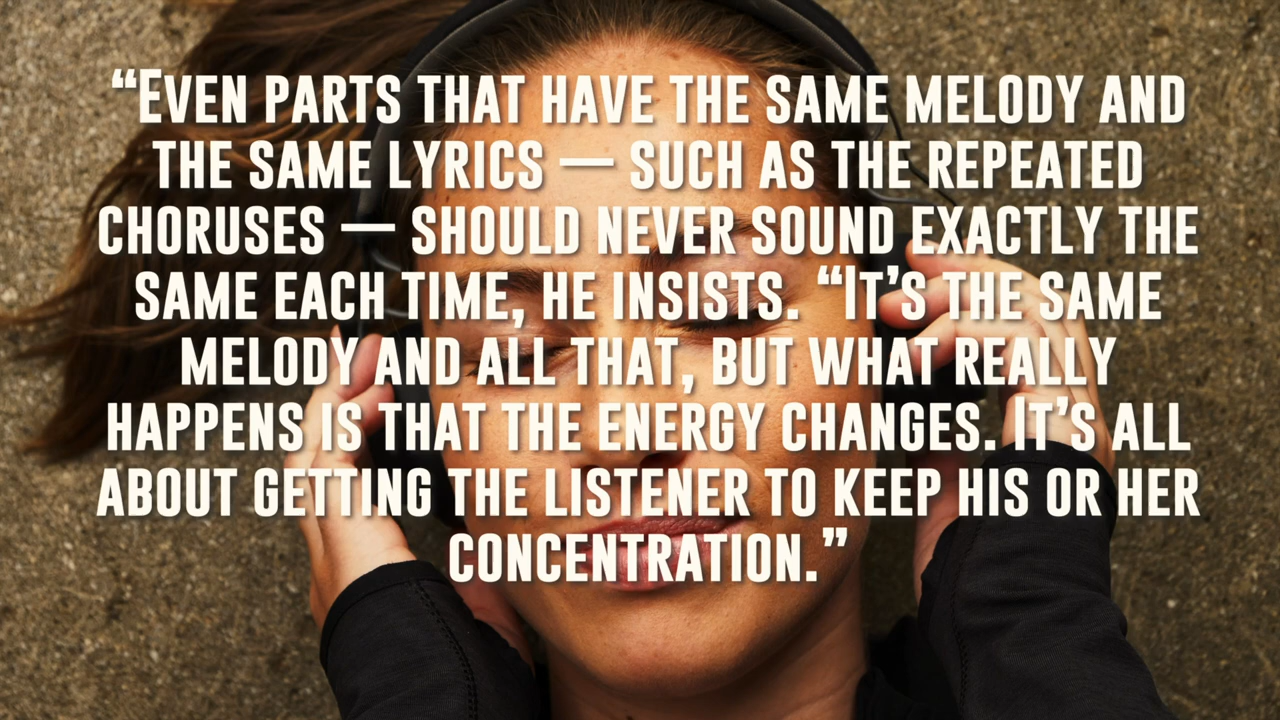 “Even parts that have the same melody and
the same lyrics — such as the repeated
choruses — should never sound exactly the
same each time, he insists. “It’s the same
melody and all that, but what really
happens is that the energy changes. It’s all
about getting the listener to keep his or her
concentration.”